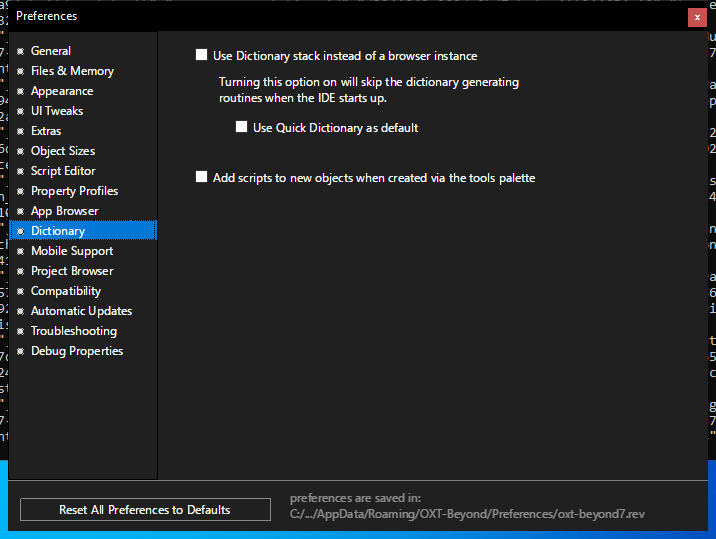 Preferences
x
General
Files & Memory
Appearance
UI Tweaks
Extras
Object Sizes
Script Editor
Property Profiles
App Browser
Dictionary
Mobile Support
Project Browser
Compatibility
Automatic Updates
Troubleshooting
Debug Properties
Use Dictionary stack instead of a browser instance
Turning this option on will skip the dictionary generating
routines when the IDE starts up.
Use Quick Dictionary as default
Add scripts to new objects when created via the tools palette
Reset All Preferences to Defaults
preferences are saved in:
C:/.../AppData/Roaming/OXT-Beyond/Preferences/oxt-beyond7.rev